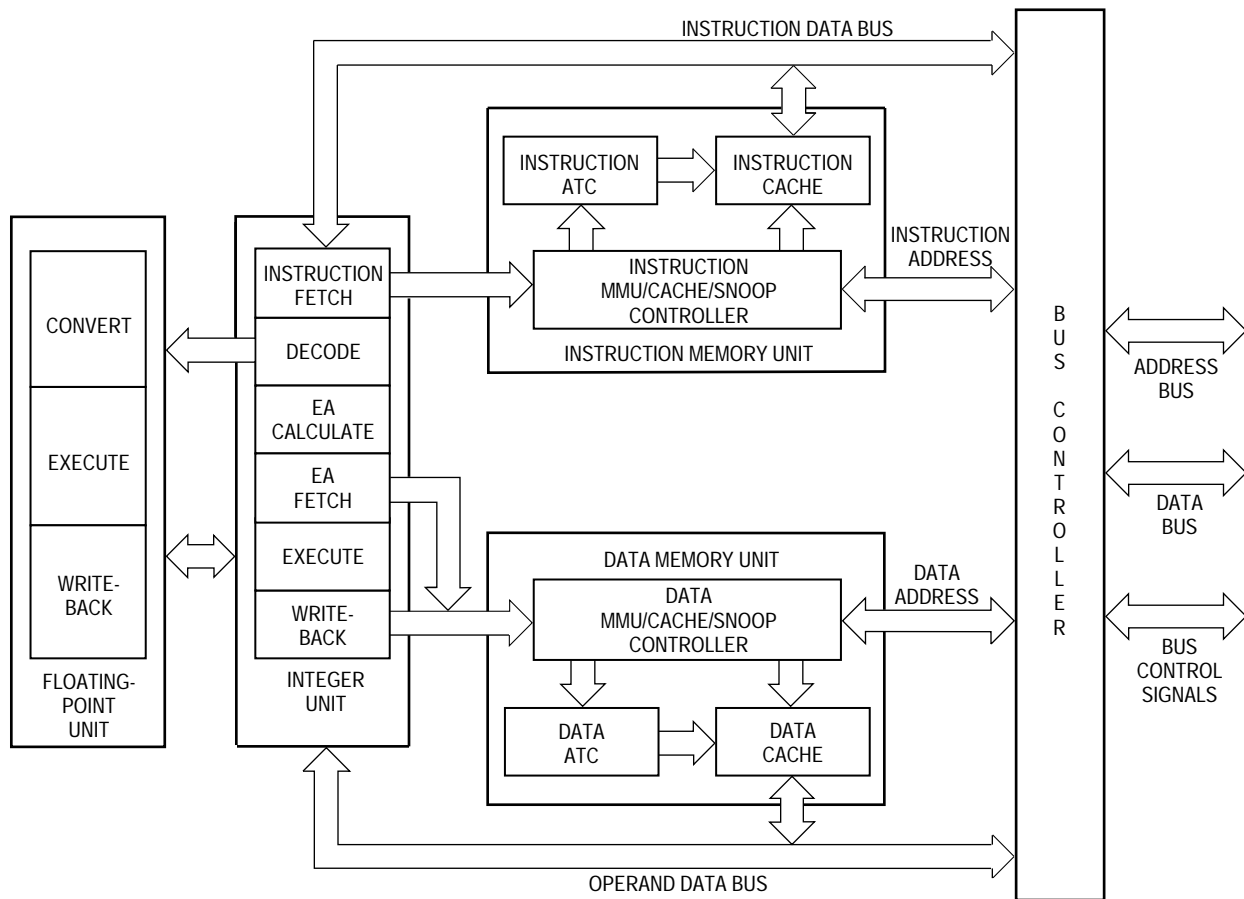 INSTRUCTION DATA BUS
INSTRUCTION
ATC
INSTRUCTION
CACHE
INSTRUCTION
MMU/CACHE/SNOOP
CONTROLLER
INSTRUCTION MEMORY UNIT
INSTRUCTION
ADDRESS
CONVERT
EXECUTE
WRITE-
BACK
FLOATING-
POINT
UNIT
INSTRUCTION
FETCH
DECODE
EA
CALCULATE
EA
FETCH
EXECUTE
WRITE-
BACK
INTEGER
UNIT
DATA MEMORY UNIT
DATA
MMU/CACHE/SNOOP
CONTROLLER
DATA
ATC
DATA
CACHE
DATA
ADDRESS
OPERAND DATA BUS
BUS CONTROLLER
ADDRESS
BUS
DATA
BUS
BUS
CONTROL
SIGNALS